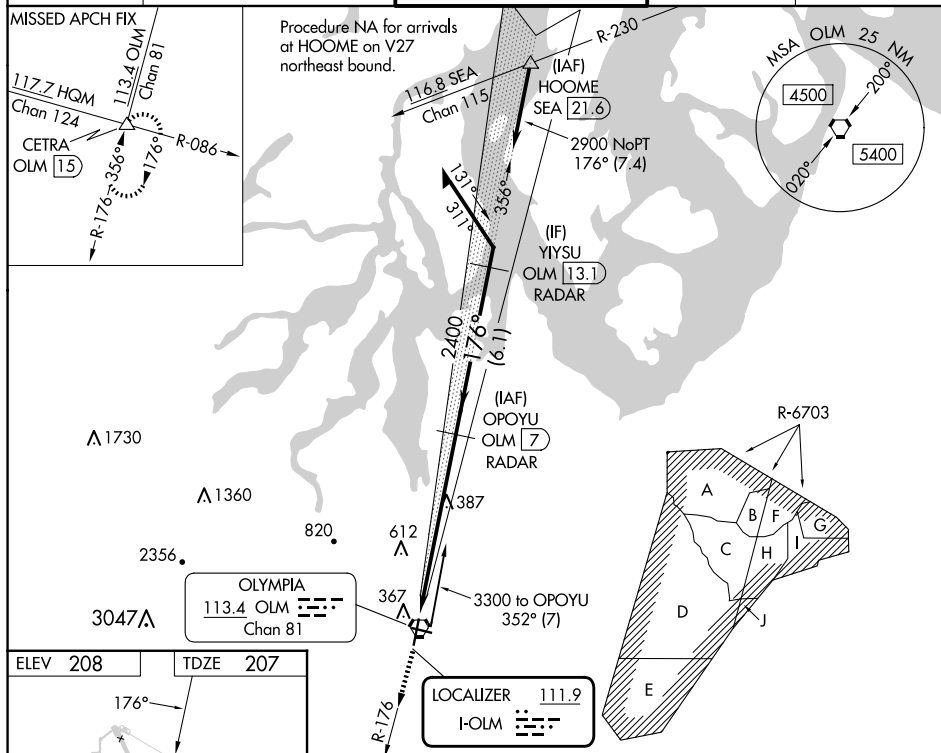 MISSED APCH FIX
113.4 OLM
Chan 81
117.7 HQM
Chan 124
CETRA
OLM 15
R-086
356°
176°
R-176
Procedure NA for arrivals
at HOOME on V27
northeast bound.
R-230
116.8 SEA
Chan 115
(IAF)
HOOME
SEA 21.6
2900 NoPT
176° (7.4)
MSA OLM 25 NM
4500
200°
5400
020°
131°
311°
356°
(IF)
YIYSU
OLM 13.1
RADAR
2400
176°
(6.1)
(IAF)
OPOYU
OLM 7
RADAR
1730
1360
387
820
612
2356
3047
367
OLYMPIA
113.4 OLM
Chan 81
3300 to OPOYU
352° (7)
R-6703
A
B
F
G
C
H
I
D
J
E
ELEV 208
TDZE 207
176°
R-176
LOCALIZER 111.9
I-OLM